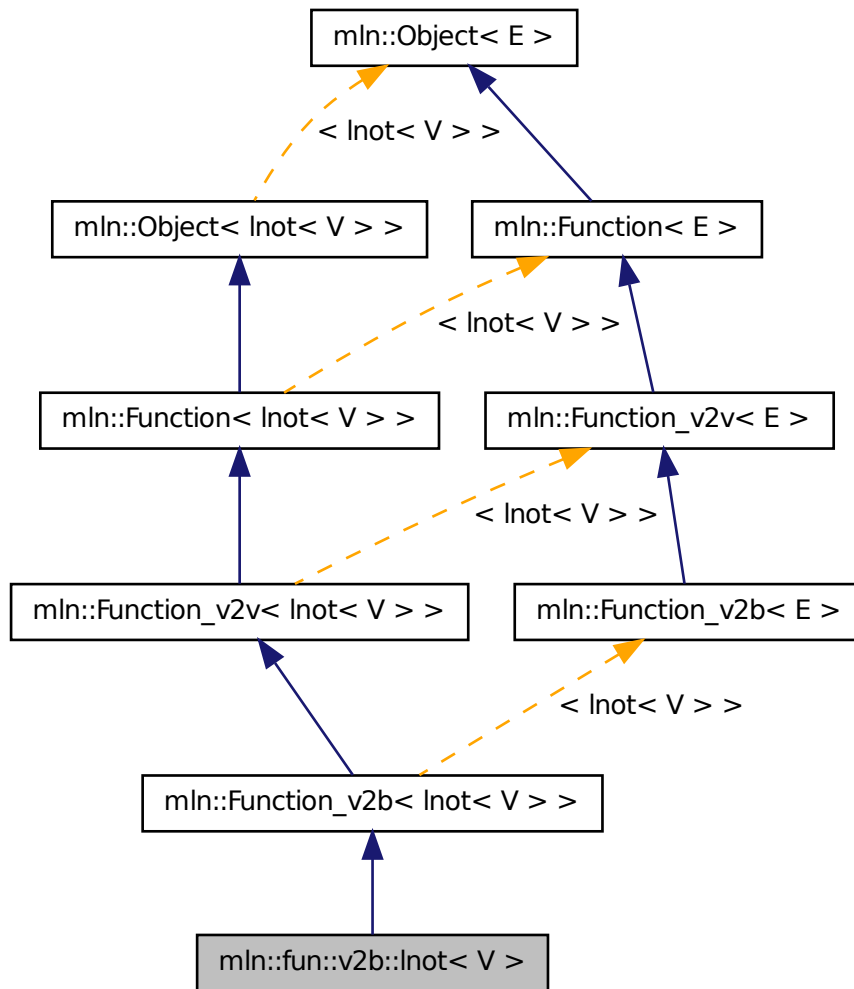 mln::Object< E >
< lnot< V > >
mln::Object< lnot< V > >
mln::Function< E >
< lnot< V > >
mln::Function< lnot< V > >
mln::Function_v2v< E >
< lnot< V > >
mln::Function_v2v< lnot< V > >
mln::Function_v2b< E >
< lnot< V > >
mln::Function_v2b< lnot< V > >
mln::fun::v2b::lnot< V >